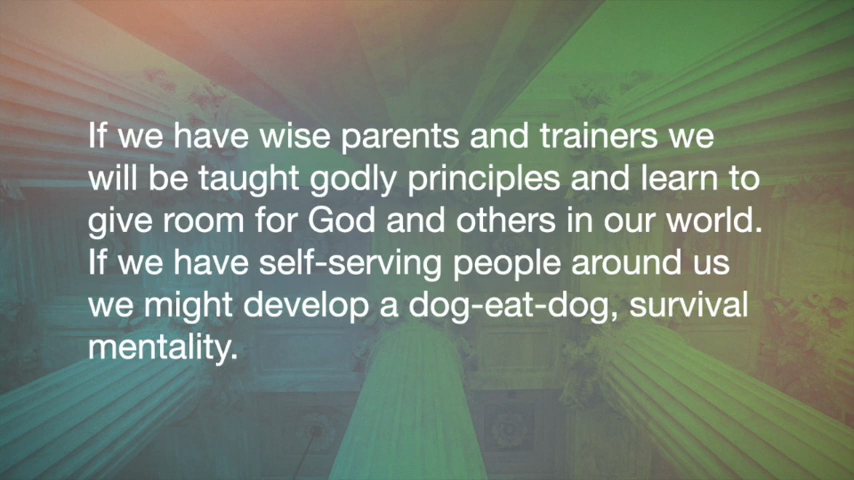 If we have wise parents and trainers we
will be taught godly principles and learn to
give room for God and others in our world.
If we have self-serving people around us
we might develop a dog-eat-dog, survival
mentality.